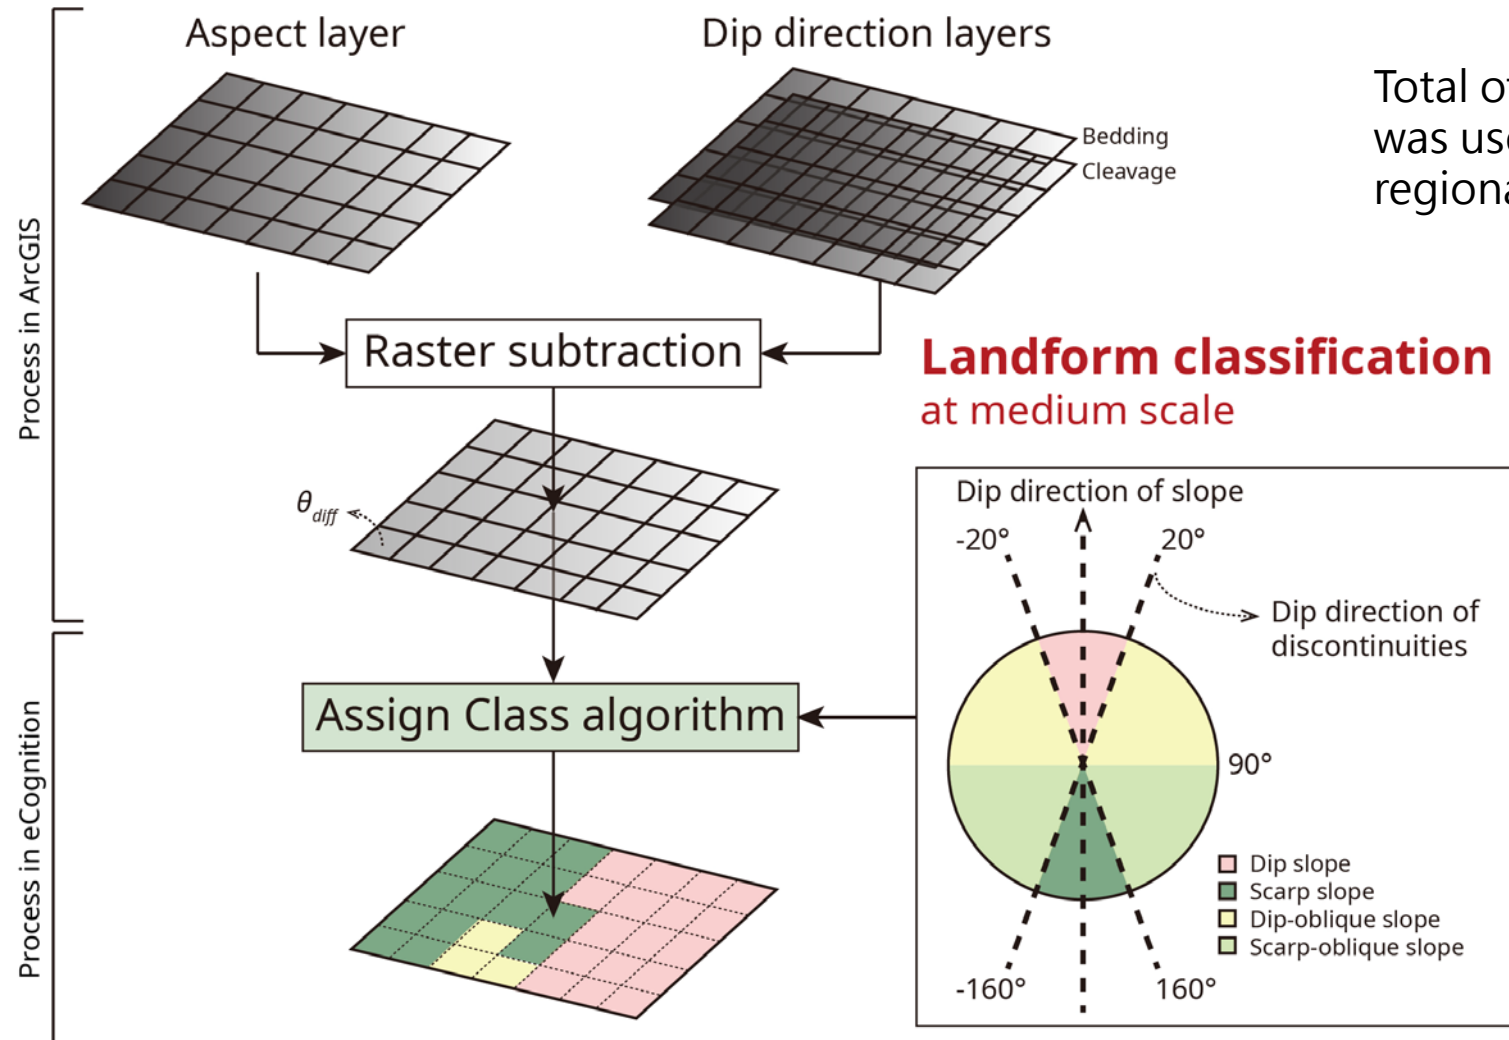 Aspect layer
Dip direction layers
Bedding
Cleavage
Total of
was use
regiona
Process in ArcGIS
Raster subtraction
Landform classification
at medium scale
θdiff
Dip direction of slope
-20°
20°
Dip direction of
discontinuities
Assign Class algorithm
90°
Process in eCognition
Dip slope
Scarp slope
Dip-oblique slope
Scarp-oblique slope
-160°
160°